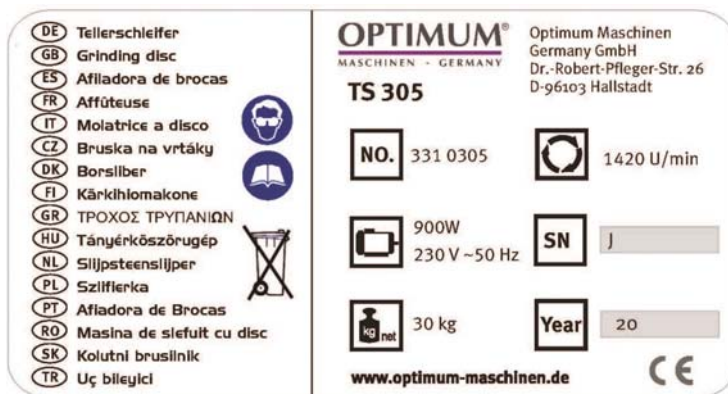 DE Tellerschleifer
GB Grinding disc
ES Afiladora de brocas
FR Affûteuse
IT Molatrice a disco
CZ Bruska na vrtáky
DK Borsliber
FI Kärkihiomakone
GR ΤΡΟΧΟΣ ΤΡΥΠΑΝΙΩΝ
HU Tányérköszörugép
NL Slijpsteenslijper
PL Szlifierka
PT Afiadora de Brocas
RO Masina de slefuit cu disc
SK Kolutni brusilnik
TR Uç bileyici
OPTIMUM®
MASCHINEN - GERMANY
TS 305
Optimum Maschinen
Germany GmbH
Dr.-Robert-Pfleger-Str. 26
D-96103 Hallstadt
NO. 331 0305
1420 U/min
900W
230 V ~50 Hz
SN J
kg net 30 kg
Year 20
www.optimum-maschinen.de
CE